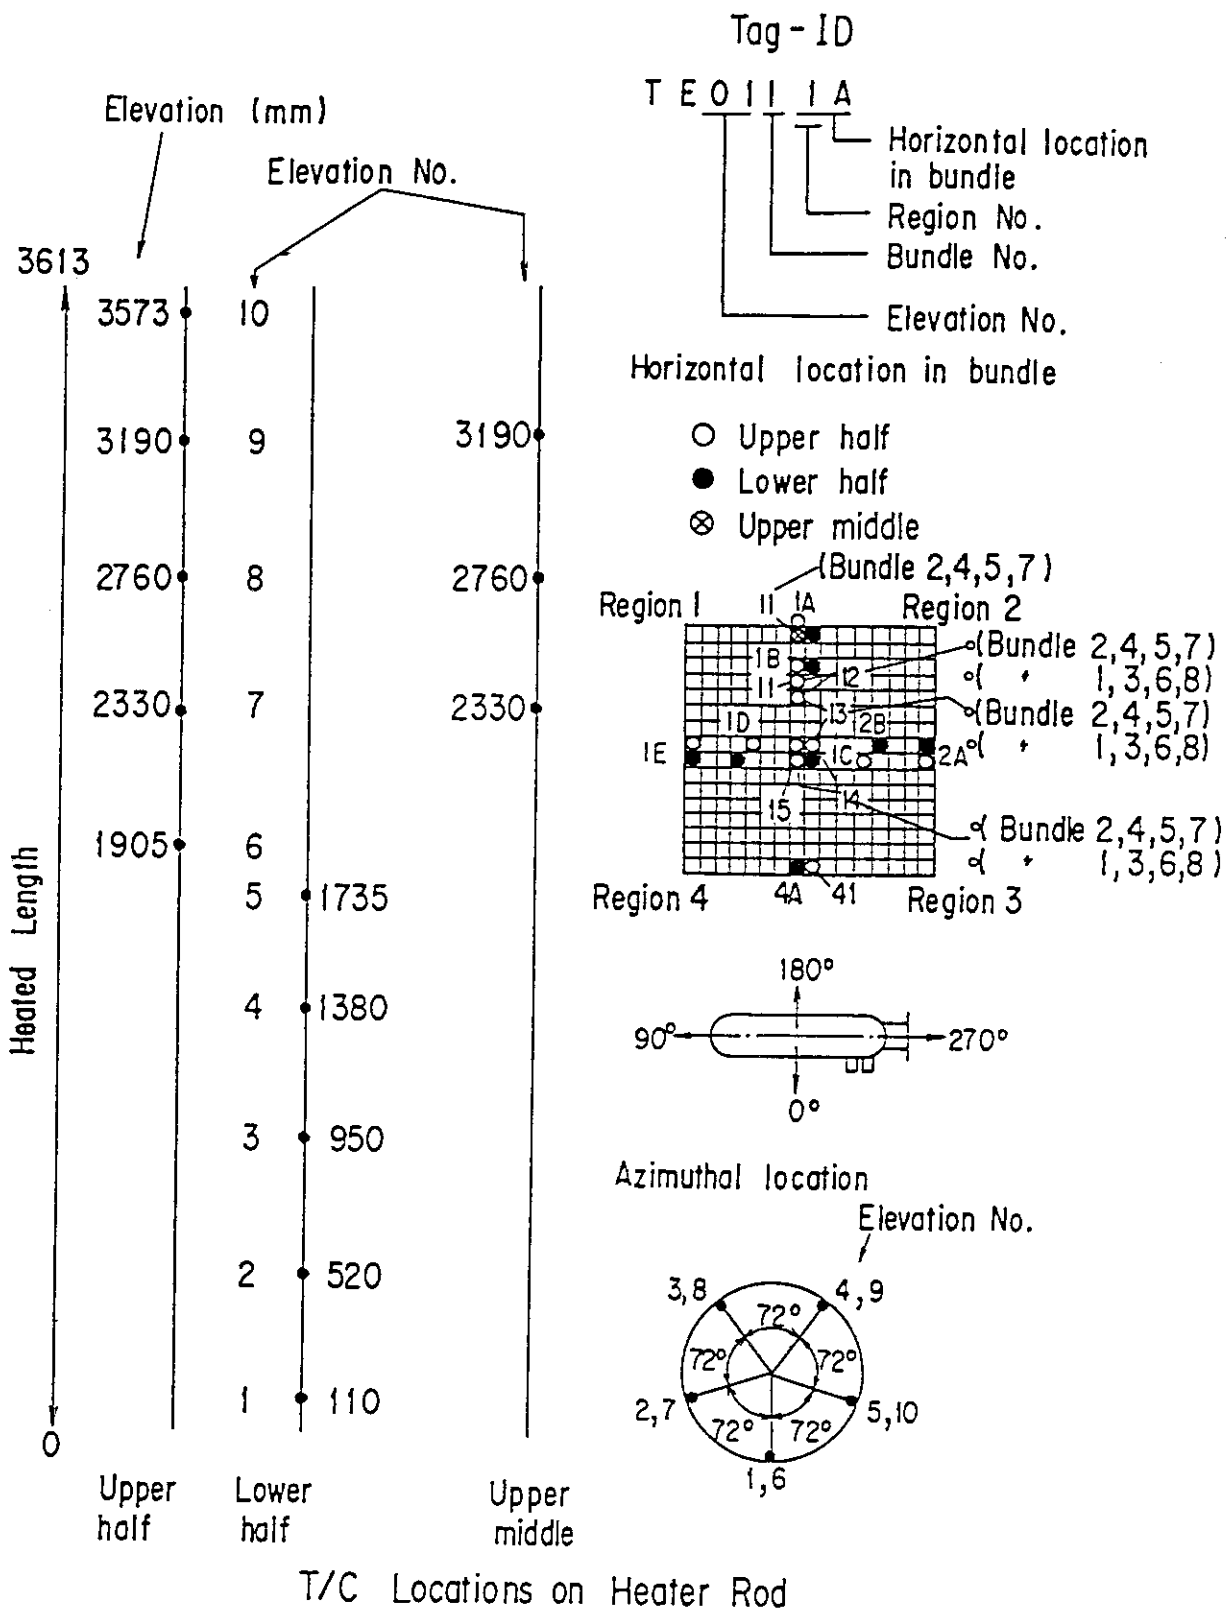 Tag-ID
TE011 1A
Horizontal location
in bundle
Region No.
Bundle No.
Elevation No.
Elevation (mm)
Elevation No.
3613
3573 10
3190 9 3190
2760 8 2760
2330 7 2330
1905 6
5 1735
4 1380
3 950
2 520
1 110
0
Heated Length
Upper
half
Lower
half
Upper
middle
Horizontal location in bundle
Upper half
Lower half
Upper middle
(Bundle 2,4,5,7)
Region 1 11 1A Region 2
(Bundle 2,4,5,7)
1B
11 12
( 〃 1,3,6,8)
13
(Bundle 2,4,5,7)
1D 2B
( 〃 1,3,6,8)
1E 1C 2A
15 14
(Bundle 2,4,5,7)
( 〃 1,3,6,8)
Region 4 4A 41 Region 3
180°
90° 270°
0°
Azimuthal location
Elevation No.
3,8 4,9
72°
72° 72°
2,7 5,10
72° 72°
1,6
T/C Locations on Heater Rod